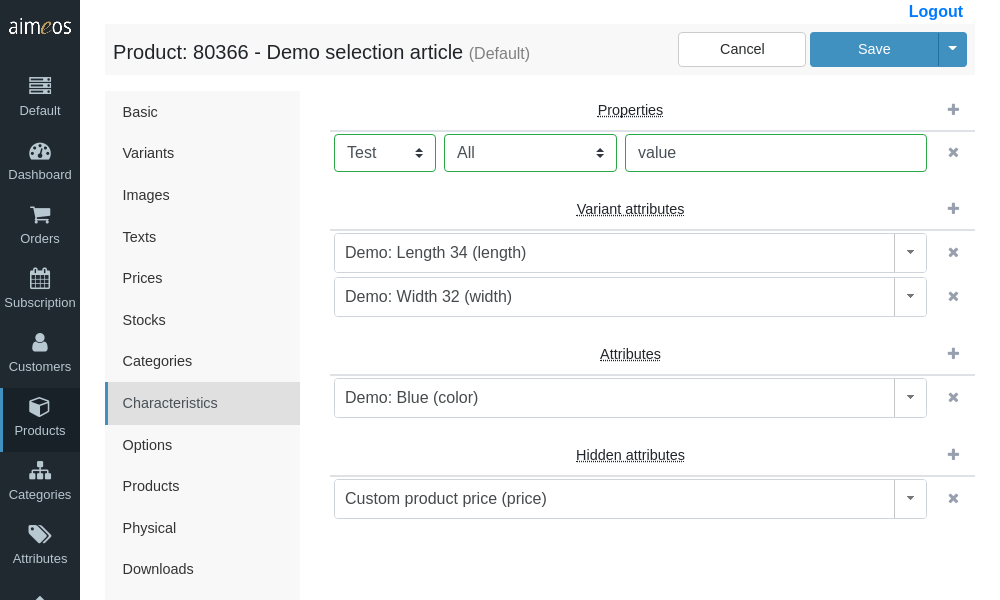 Logout
aimeos
Product: 80366 - Demo selection article (Default)
Cancel
Save
Default
Dashboard
Orders
Subscription
Customers
Products
Categories
Attributes
Basic
Variants
Images
Texts
Prices
Stocks
Categories
Characteristics
Options
Products
Physical
Downloads
Properties
Test All value
Variant attributes
Demo: Length 34 (length)
Demo: Width 32 (width)
Attributes
Demo: Blue (color)
Hidden attributes
Custom product price (price)